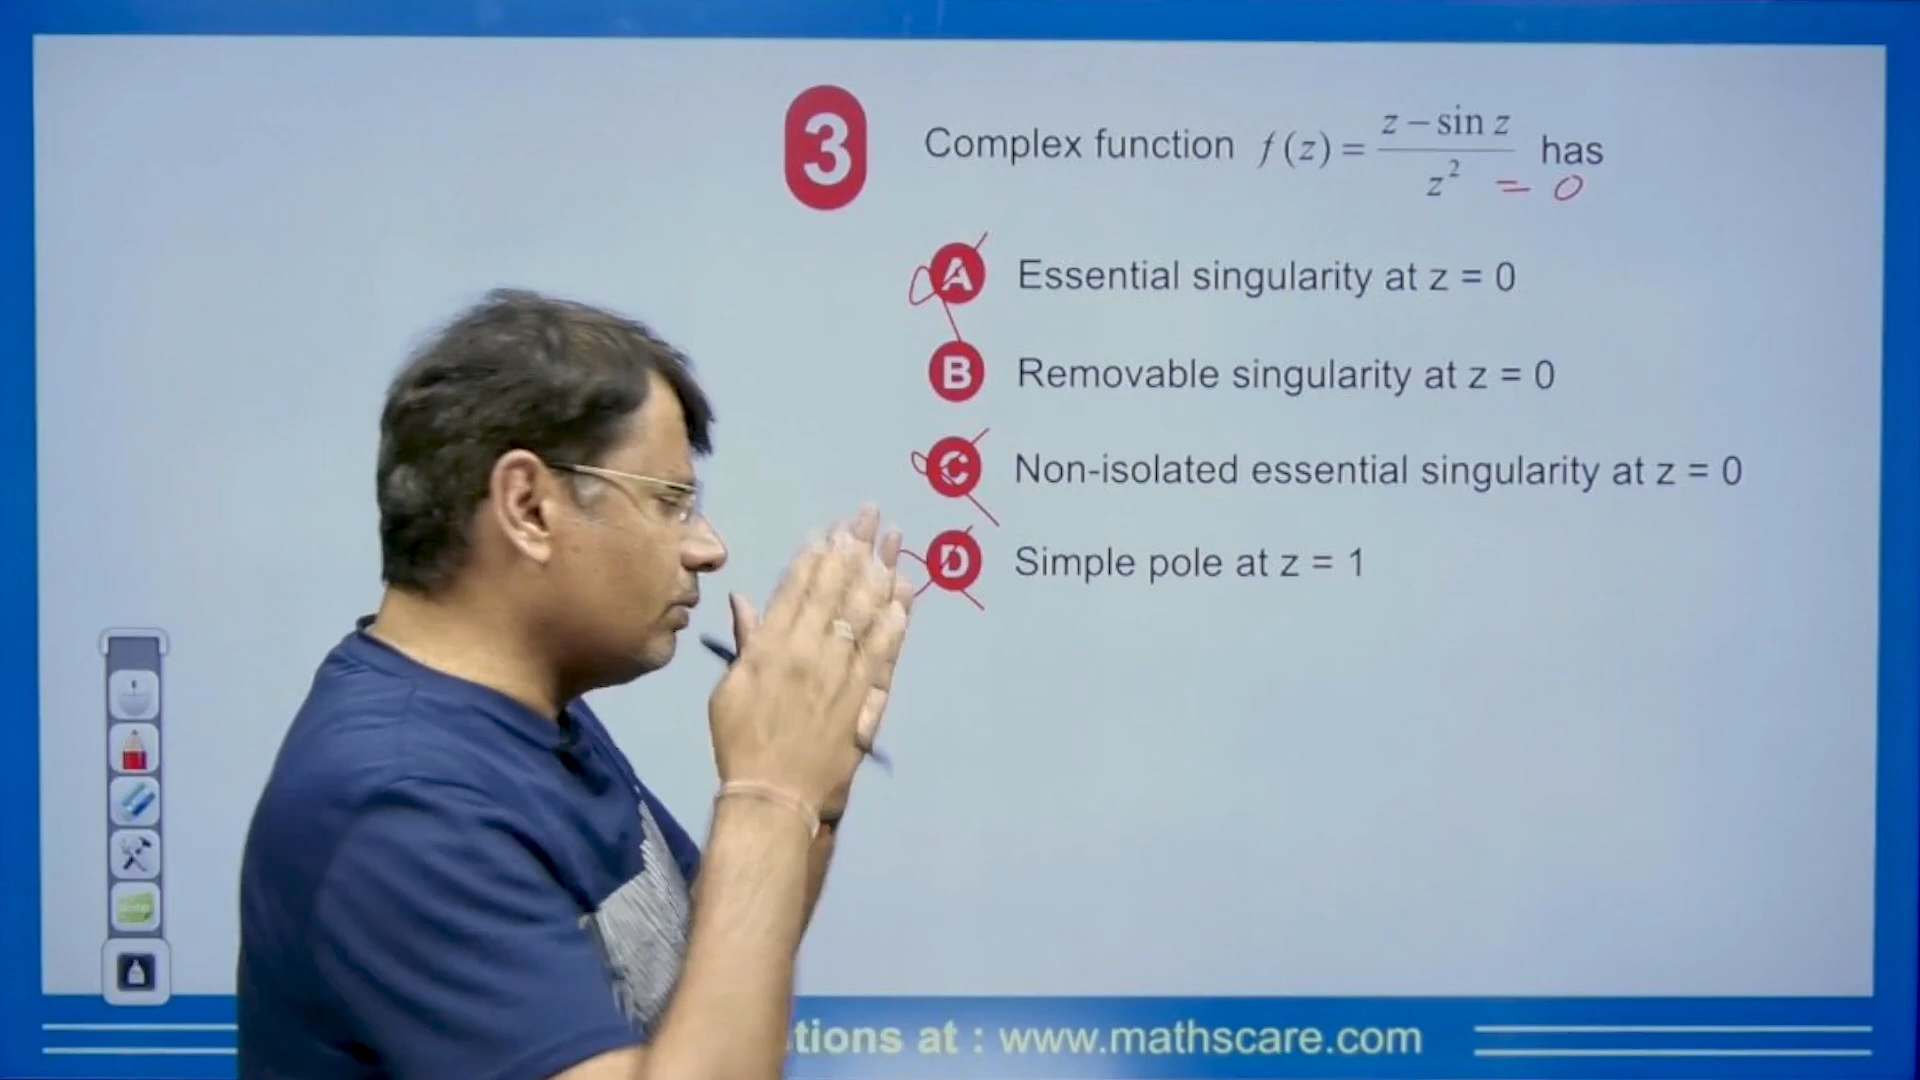 3 Complex function f(z) = (z − sin z) / z² has
= 0
A Essential singularity at z = 0
B Removable singularity at z = 0
C Non-isolated essential singularity at z = 0
D Simple pole at z = 1
tions at : www.mathscare.com